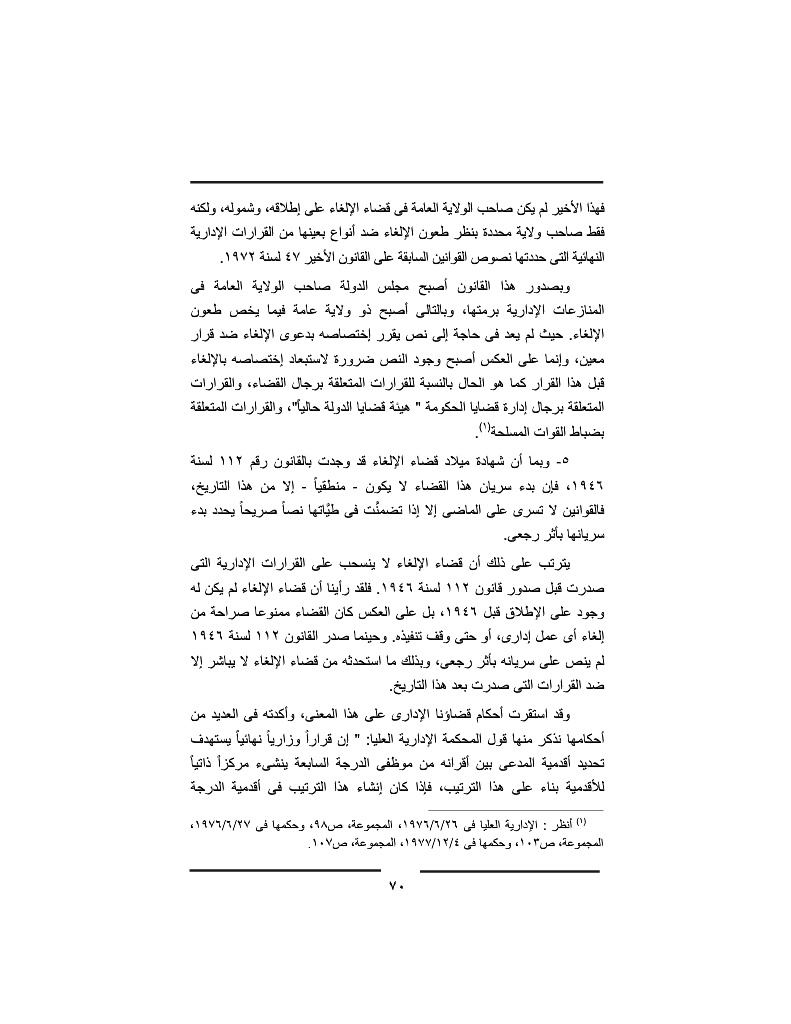 فهذا الأخير لم يكن صاحب الولاية العامة فى قضاء الإلغاء على إطلاقه، وشموله، ولكنه
فقط صاحب ولاية محددة بنظر طعون الإلغاء ضد أنواع بعينها من القرارات الإدارية
النهائية التى حددتها نصوص القوانين السابقة على القانون الأخير ٤٧ لسنة ١٩٧٢.
وبصدور هذا القانون أصبح مجلس الدولة صاحب الولاية العامة فى
المنازعات الإدارية برمتها، وبالتالى أصبح ذو ولاية عامة فيما يخص طعون
الإلغاء. حيث لم يعد فى حاجة إلى نص يقرر إختصاصه بدعوى الإلغاء ضد قرار
معين، وإنما على العكس أصبح وجود النص ضرورة لاستبعاد إختصاصه بالإلغاء
قبل هذا القرار كما هو الحال بالنسبة للقرارات المتعلقة برجال القضاء، والقرارات
المتعلقة برجال إدارة قضايا الحكومة " هيئة قضايا الدولة حالياً"، والقرارات المتعلقة
بضباط القوات المسلحة(١).
٥- وبما أن شهادة ميلاد قضاء الإلغاء قد وجدت بالقانون رقم ١١٢ لسنة
١٩٤٦، فإن بدء سريان هذا القضاء لا يكون - منطقياً - إلا من هذا التاريخ،
فالقوانين لا تسرى على الماضى إلا إذا تضمنَّت فى طيَّاتها نصاً صريحاً يحدد بدء
سريانها بأثر رجعى.
يترتب على ذلك أن قضاء الإلغاء لا ينسحب على القرارات الإدارية التى
صدرت قبل صدور قانون ١١٢ لسنة ١٩٤٦. فلقد رأينا أن قضاء الإلغاء لم يكن له
وجود على الإطلاق قبل ١٩٤٦، بل على العكس كان القضاء ممنوعا صراحة من
إلغاء أى عمل إدارى، أو حتى وقف تنفيذه. وحينما صدر القانون ١١٢ لسنة ١٩٤٦
لم ينص على سريانه بأثر رجعى، وبذلك ما استحدثه من قضاء الإلغاء لا يباشر إلا
ضد القرارات التى صدرت بعد هذا التاريخ.
وقد استقرت أحكام قضاؤنا الإدارى على هذا المعنى، وأكدته فى العديد من
أحكامها نذكر منها قول المحكمة الإدارية العليا: " إن قراراً وزارياً نهائياً يستهدف
تحديد أقدمية المدعى بين أقرانه من موظفى الدرجة السابعة ينشىء مركزاً ذاتياً
للأقدمية بناء على هذا الترتيب، فإذا كان إنشاء هذا الترتيب فى أقدمية الدرجة
(١) أنظر : الإدارية العليا فى ١٩٧٦/٦/٢٦، المجموعة، ص٩٨، وحكمها فى ١٩٧٦/٦/٢٧،
المجموعة، ص١٠٣، وحكمها فى ١٩٧٧/١٢/٤، المجموعة، ص١٠٧.
٧٠